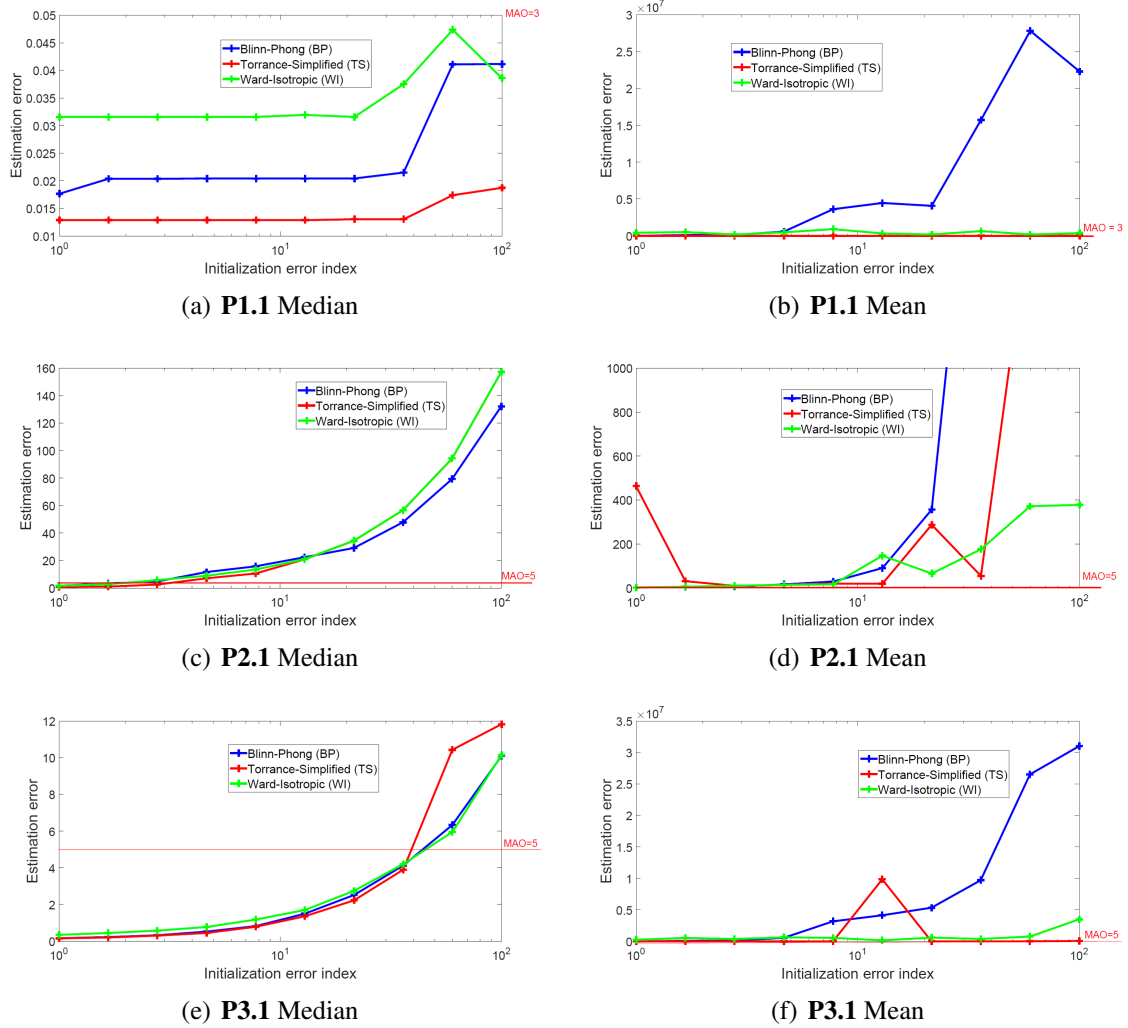 0.05
0.045
0.04
0.035
0.03
0.025
0.02
0.015
0.01
Estimation error
Blinn-Phong (BP)
Torrance-Simplified (TS)
Ward-Isotropic (WI)
MAO=3
10^0
10^1
10^2
Initialization error index
(a) P1.1 Median
×10^7
3
2.5
2
1.5
1
0.5
0
Estimation error
Blinn-Phong (BP)
Torrance-Simplified (TS)
Ward-Isotropic (WI)
MAO = 3
10^0
10^1
10^2
Initialization error index
(b) P1.1 Mean
160
140
120
100
80
60
40
20
0
Estimation error
Blinn-Phong (BP)
Torrance-Simplified (TS)
Ward-Isotropic (WI)
MAO=5
10^0
10^1
10^2
Initialization error index
(c) P2.1 Median
1000
800
600
400
200
0
Estimation error
Blinn-Phong (BP)
Torrance-Simplified (TS)
Ward-Isotropic (WI)
MAO=5
10^0
10^1
10^2
Initialization error index
(d) P2.1 Mean
12
10
8
6
4
2
0
Estimation error
Blinn-Phong (BP)
Torrance-Simplified (TS)
Ward-Isotropic (WI)
MAO=5
10^0
10^1
10^2
Initialization error index
(e) P3.1 Median
×10^7
3.5
3
2.5
2
1.5
1
0.5
0
Estimation error
Blinn-Phong (BP)
Torrance-Simplified (TS)
Ward-Isotropic (WI)
MAO=5
10^0
10^1
10^2
Initialization error index
(f) P3.1 Mean